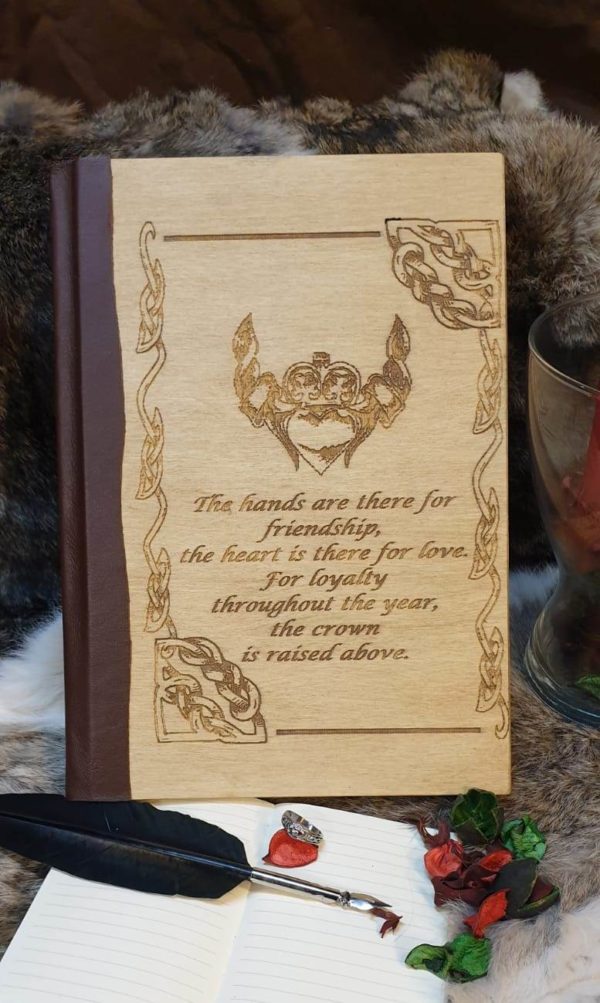 The hands are there for
friendship,
the heart is there for love.
For loyalty
throughout the year,
the crown
is raised above.